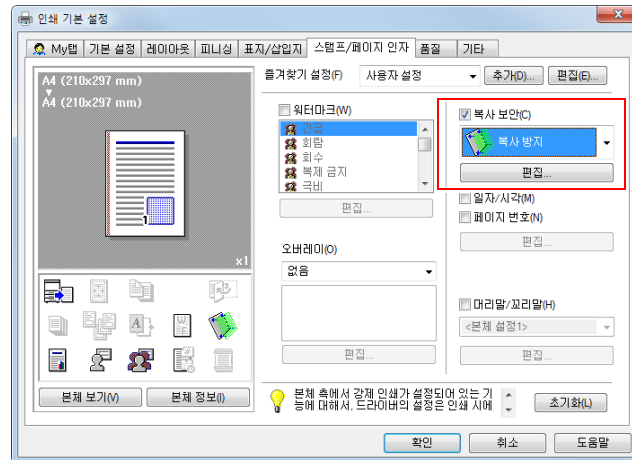 인쇄 기본 설정
My탭 기본 설정 레이아웃 피니싱 표지/삽입지 스탬프/페이지 인자 품질 기타
A4 (210x297 mm)
A4 (210x297 mm)
1
x1
본체 보기(V) 본체 정보(I)
즐겨찾기 설정(F) 사용자 설정 추가(D)... 편집(E)...
워터마크(W)
긴급
회람
회수
복제 금지
극비
편집...
오버레이(O)
없음
편집...
복사 보안(C)
복사 방지
편집...
일자/시각(M)
페이지 번호(N)
편집...
머리말/꼬리말(H)
<본체 설정1>
편집...
본체 측에서 강제 인쇄가 설정되어 있는 기
능에 대해서, 드라이버의 설정은 인쇄 시에
초기화(L)
확인 취소 도움말